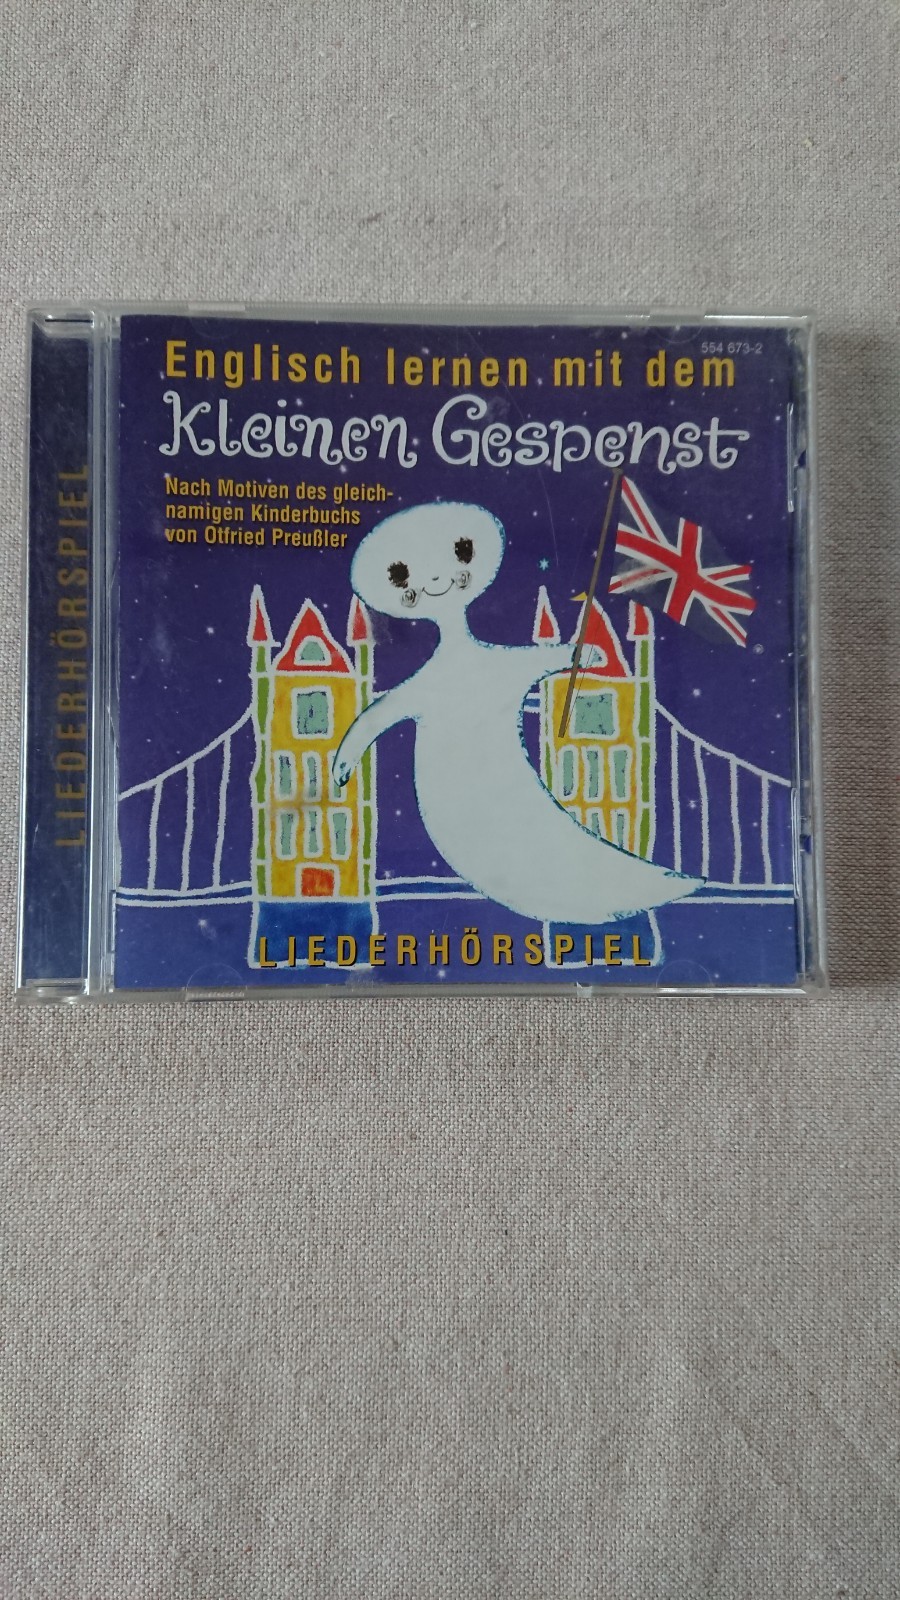 554 673-2
Englisch lernen mit dem
Kleinen Gespenst
Nach Motiven des gleich-
namigen Kinderbuchs
von Otfried Preußler
LIEDERHÖRSPIEL
LIEDERHÖRSPIEL